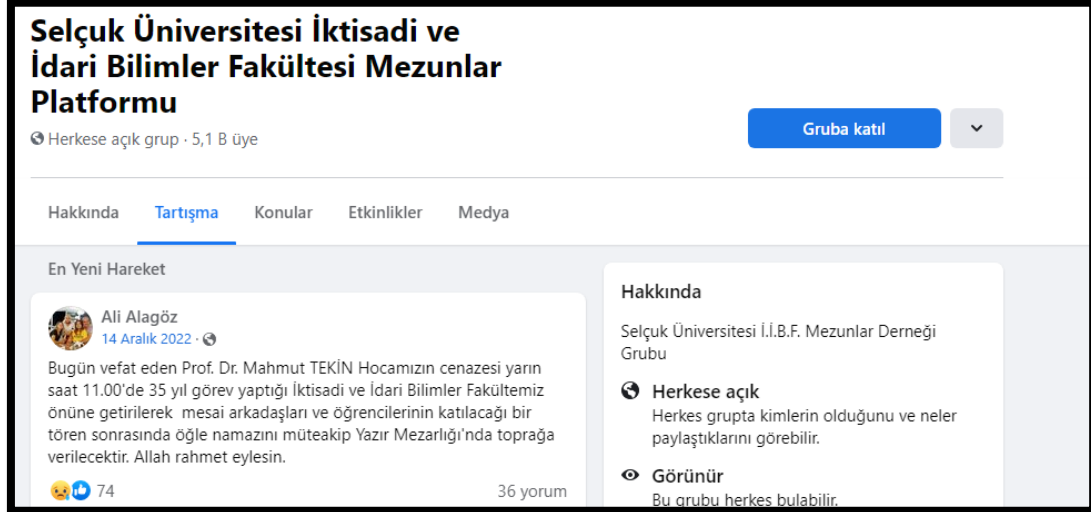 Selçuk Üniversitesi İktisadi ve
İdari Bilimler Fakültesi Mezunlar
Platformu
Herkese açık grup · 5,1 B üye
Gruba katıl
Hakkında
Tartışma
Konular
Etkinlikler
Medya
En Yeni Hareket
Ali Alagöz
14 Aralık 2022 ·
Bugün vefat eden Prof. Dr. Mahmut TEKİN Hocamızın cenazesi yarın
saat 11.00'de 35 yıl görev yaptığı İktisadi ve İdari Bilimler Fakültemiz
önüne getirilerek mesai arkadaşları ve öğrencilerinin katılacağı bir
tören sonrasında öğle namazını müteakip Yazır Mezarlığı'nda toprağa
verilecektir. Allah rahmet eylesin.
74
36 yorum
Hakkında
Selçuk Üniversitesi İ.İ.B.F. Mezunlar Derneği
Grubu
Herkese açık
Herkes grupta kimlerin olduğunu ve neler
paylaştıklarını görebilir.
Görünür
Bu grubu herkes bulabilir.